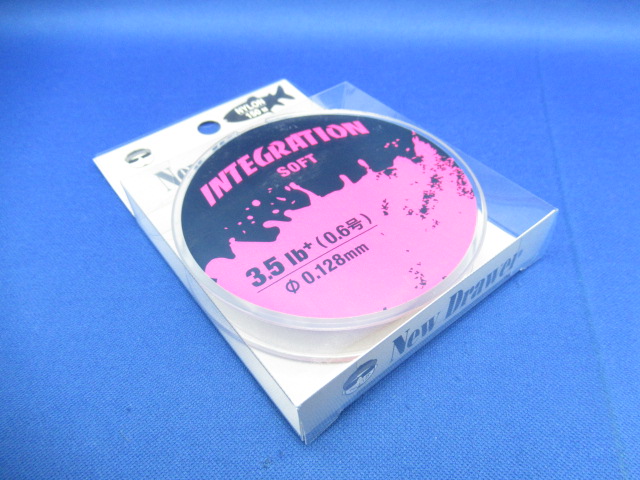 NYLON
INTEGRATION
SOFT
3.5 lb+ (0.6号)
Φ 0.128mm
New Drawer